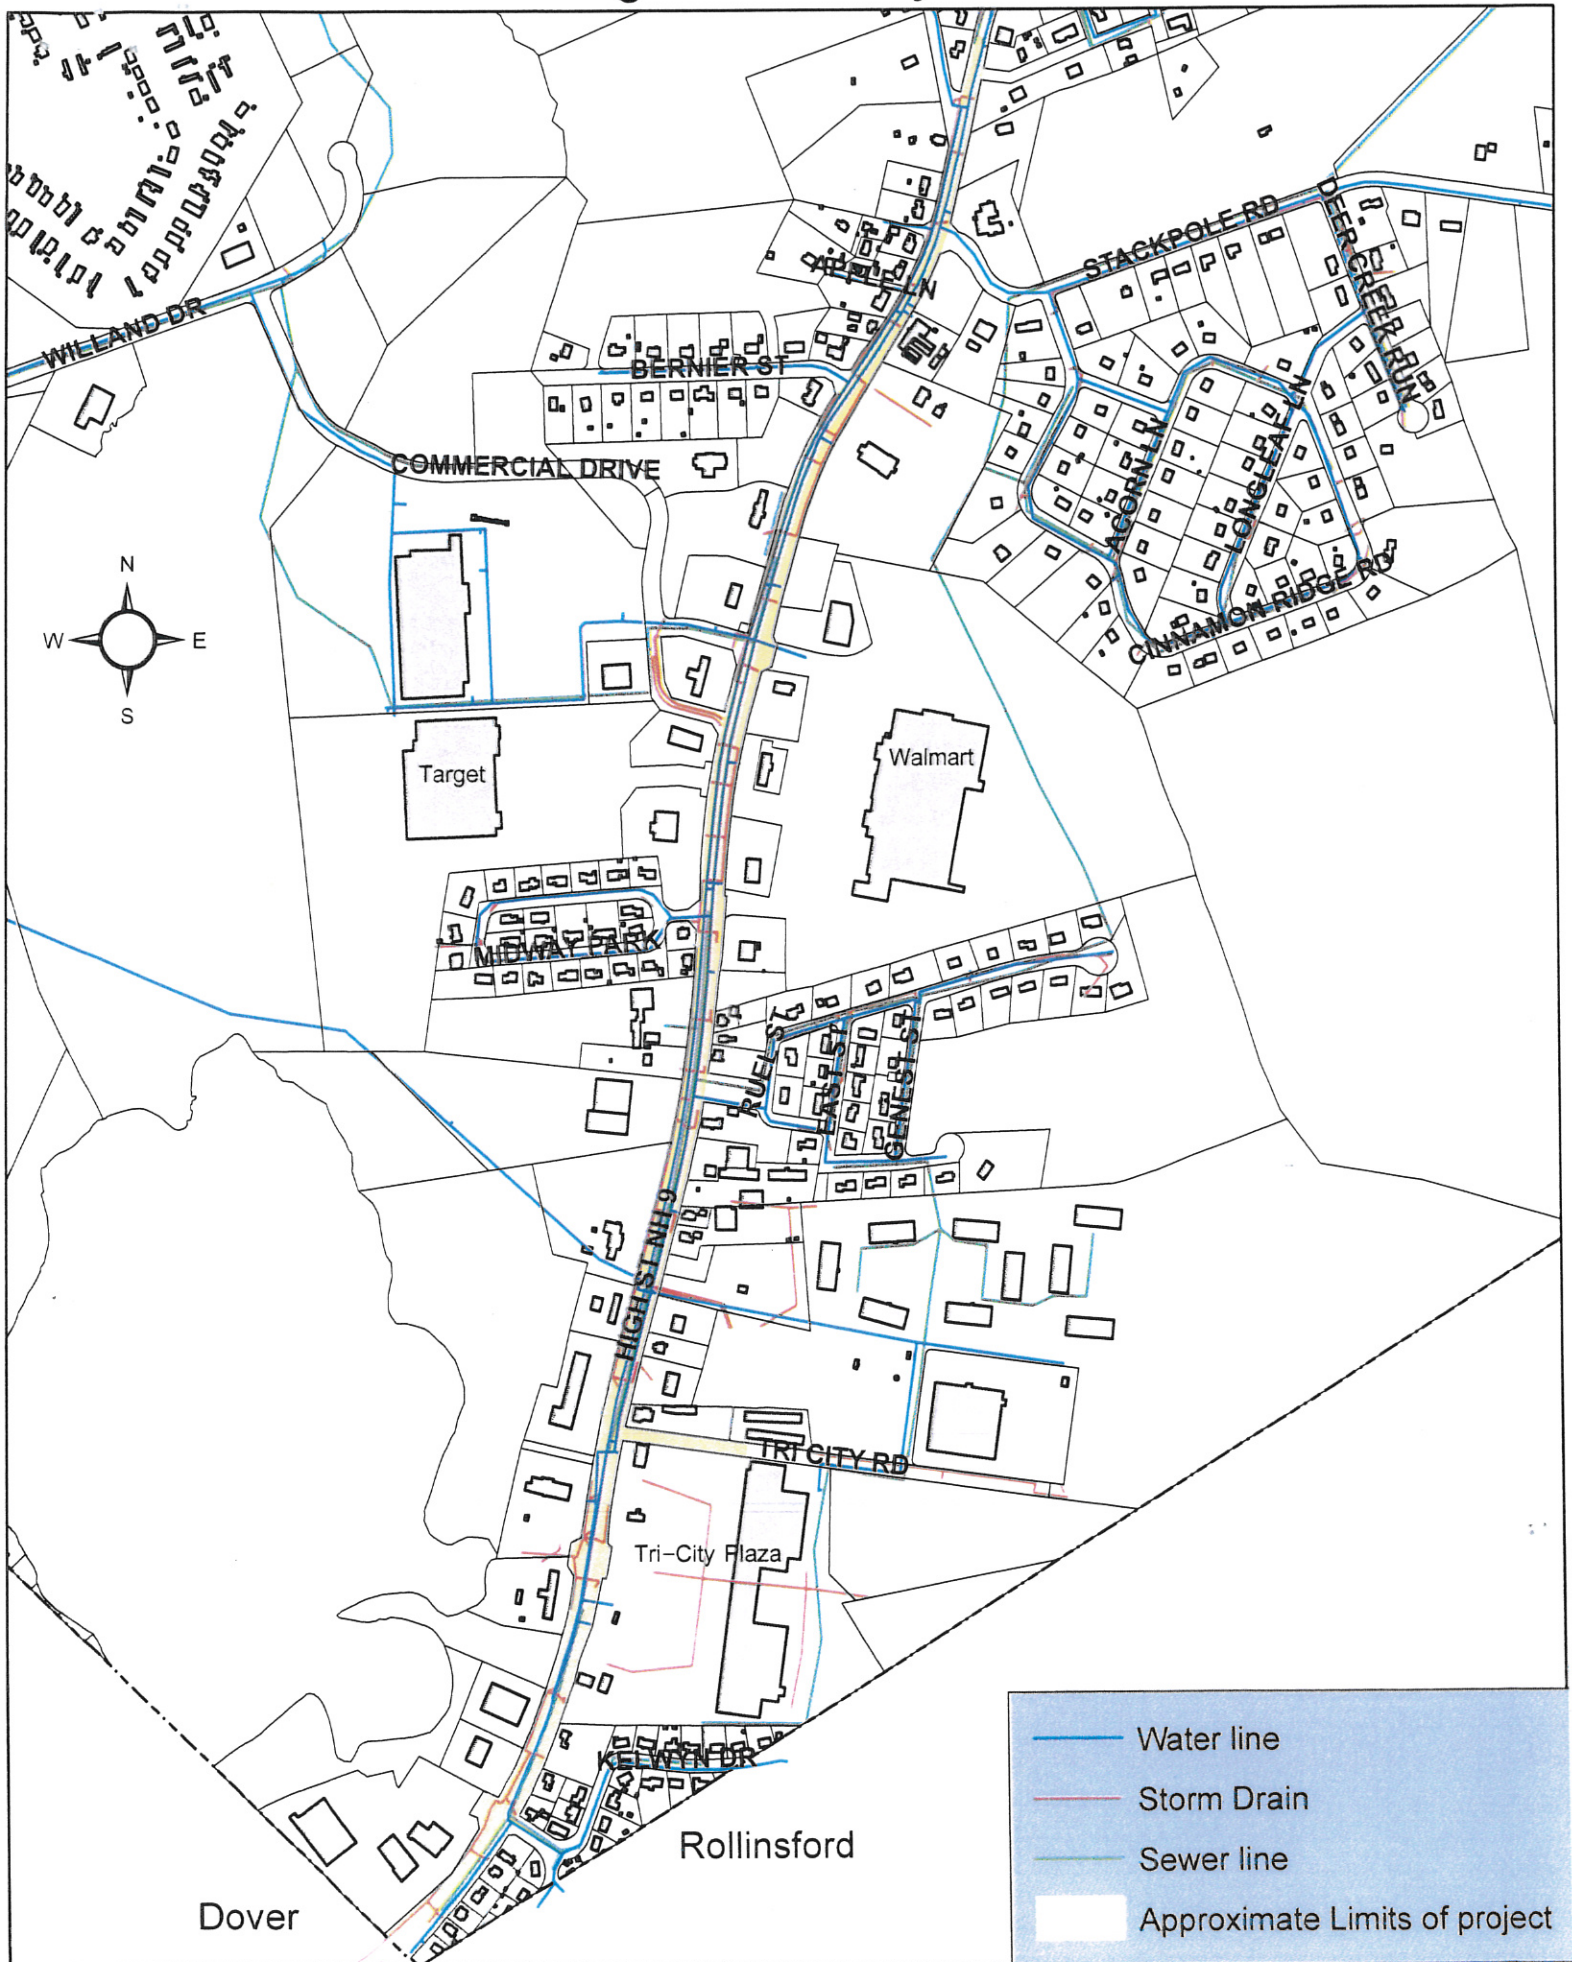 STACKPOLE RD
DEER CREEK RUN
LN
WILLAND DR
BERNIER ST
COMMERCIAL DRIVE
ACORN LN
LONGLEAF LN
CINNAMON RIDGE RD
N
W E
S
Target
Walmart
MIDWAY PARK
RUEL ST
EAST ST
GENEST ST
HIGH ST NH 9
TRI CITY RD
Tri-City Plaza
KELWYN DR
Rollinsford
Dover
Water line
Storm Drain
Sewer line
Approximate Limits of project